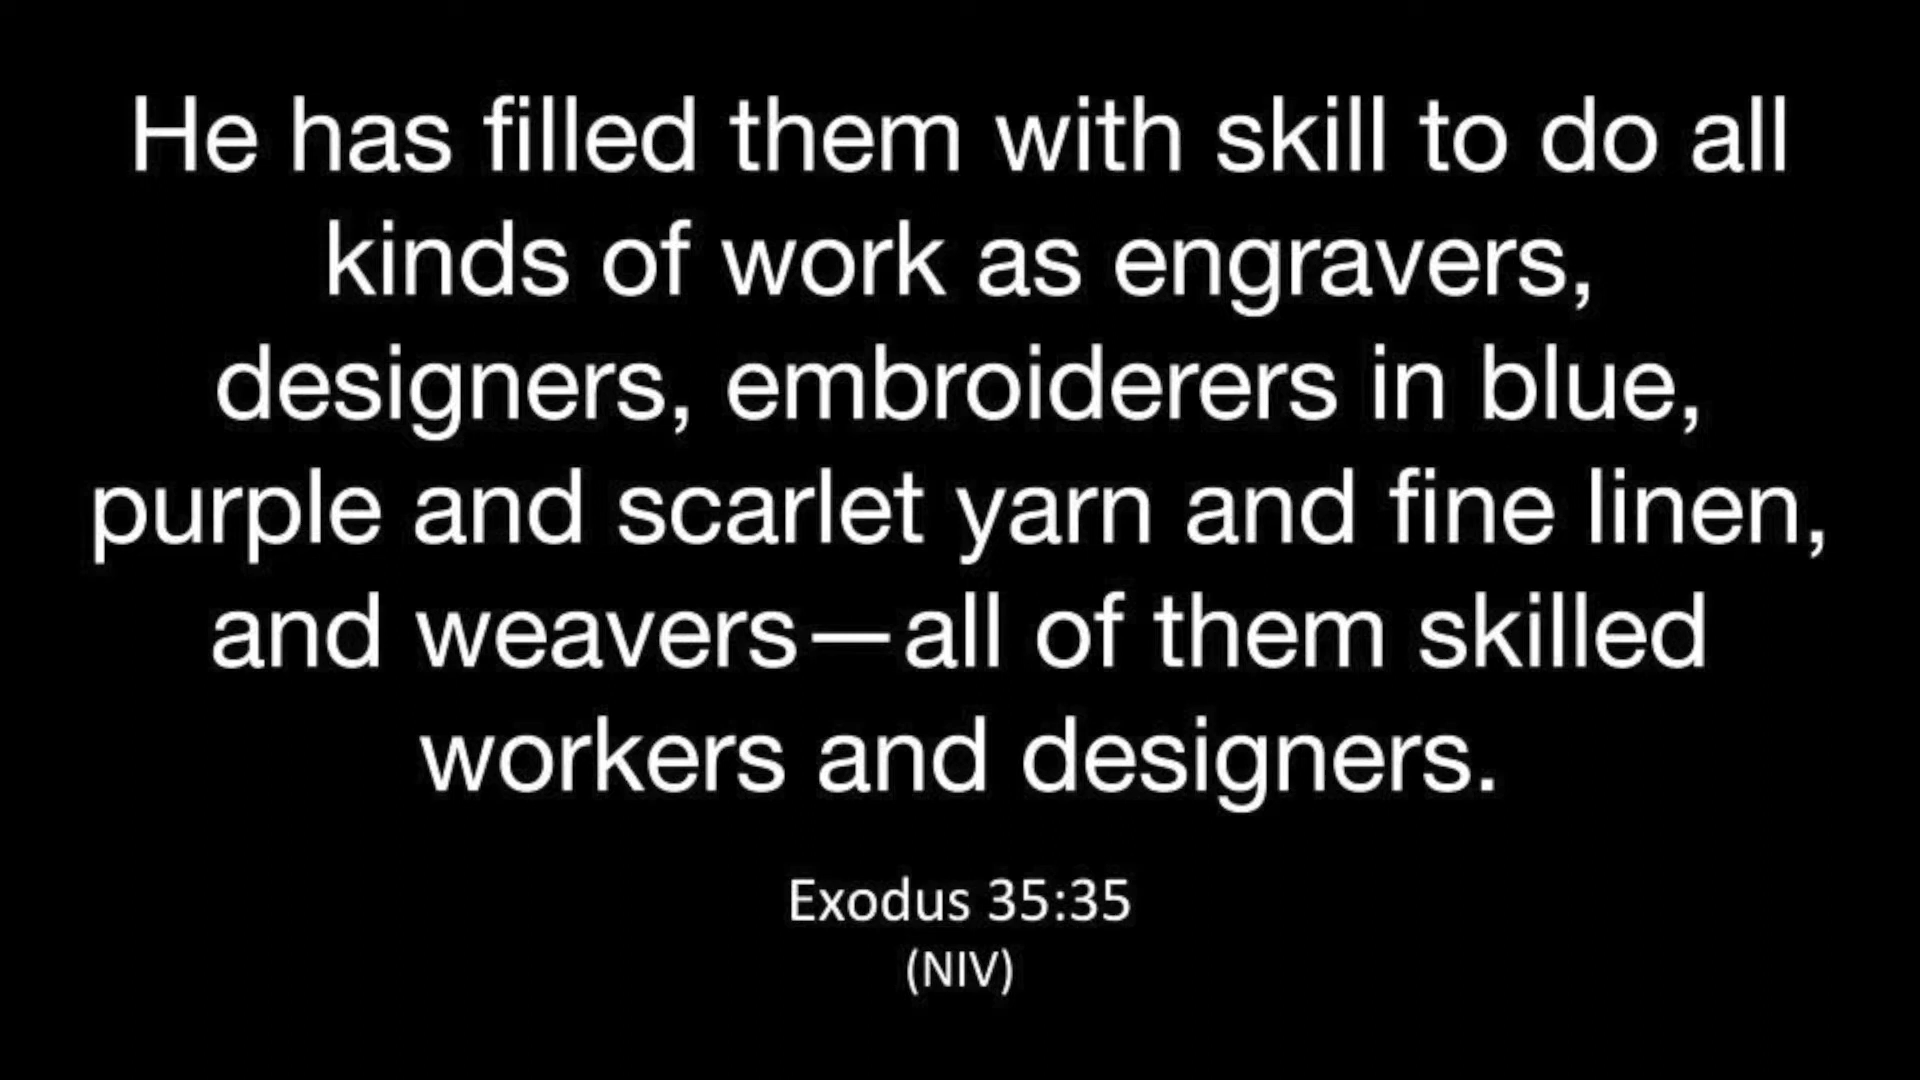 He has filled them with skill to do all
kinds of work as engravers,
designers, embroiderers in blue,
purple and scarlet yarn and fine linen,
and weavers—all of them skilled
workers and designers.
Exodus 35:35
(NIV)